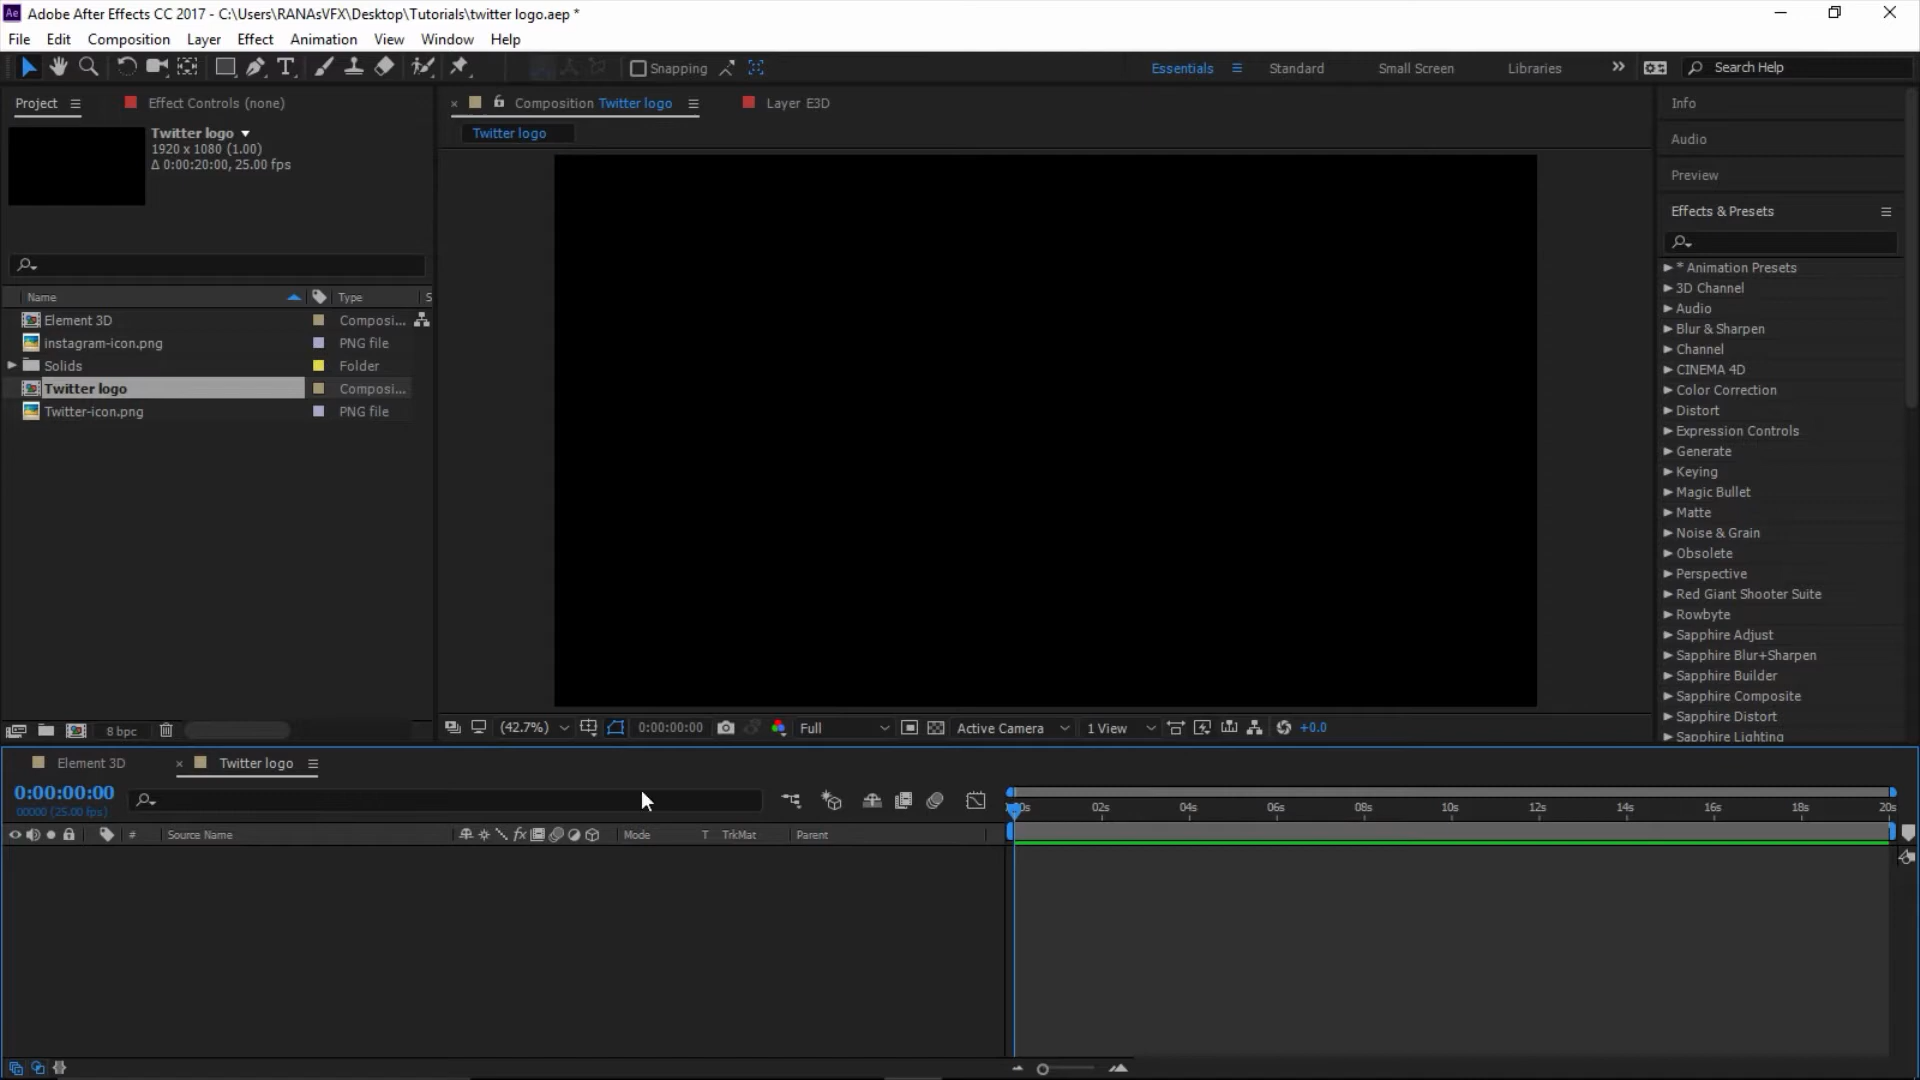 Adobe After Effects CC 2017 - C:\Users\RANAsVFX\Desktop\Tutorials\twitter logo.aep *
File Edit Composition Layer Effect Animation View Window Help
Snapping Essentials Standard Small Screen Libraries Search Help
Project Effect Controls (none) Composition Twitter logo Layer E3D Info
Twitter logo
1920 x 1080 (1.00)
Δ 0:00:20:00, 25.00 fps
Twitter logo
Audio
Preview
Effects & Presets
Name Type S
Element 3D Composi...
instagram-icon.png PNG file
Solids Folder
Twitter logo Composi...
Twitter-icon.png PNG file
* Animation Presets
3D Channel
Audio
Blur & Sharpen
Channel
CINEMA 4D
Color Correction
Distort
Expression Controls
Generate
Keying
Magic Bullet
Matte
Noise & Grain
Obsolete
Perspective
Red Giant Shooter Suite
Rowbyte
Sapphire Adjust
Sapphire Blur+Sharpen
Sapphire Builder
Sapphire Composite
Sapphire Distort
Sapphire Lighting
8 bpc (42.7%) 0:00:00:00 Full Active Camera 1 View +0.0
Element 3D Twitter logo
0:00:00:00
00000 (25.00 fps)
02s 04s 06s 08s 10s 12s 14s 16s 18s 20s
# Source Name fx Mode T TrkMat Parent